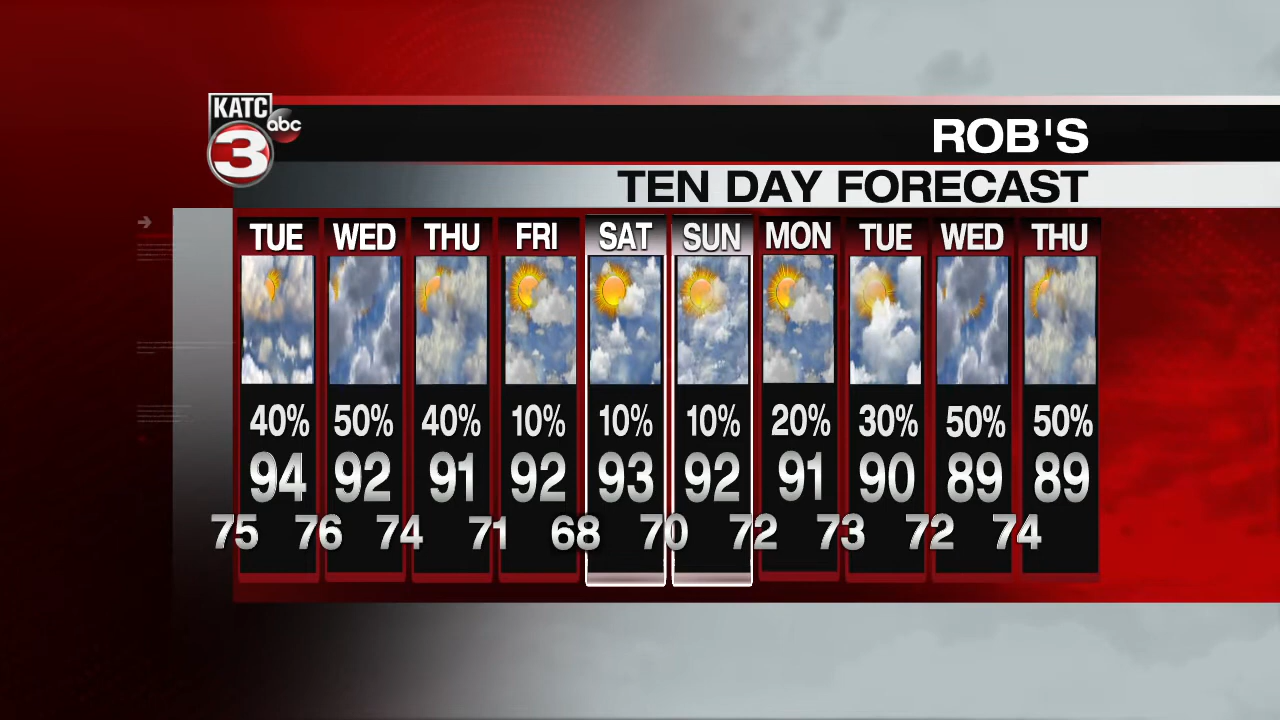 KATC
abc
3
ROB'S
TEN DAY FORECAST
TUE WED THU FRI SAT SUN MON TUE WED THU
40% 50% 40% 10% 10% 10% 20% 30% 50% 50%
94 92 91 92 93 92 91 90 89 89
75 76 74 71 68 70 72 73 72 74